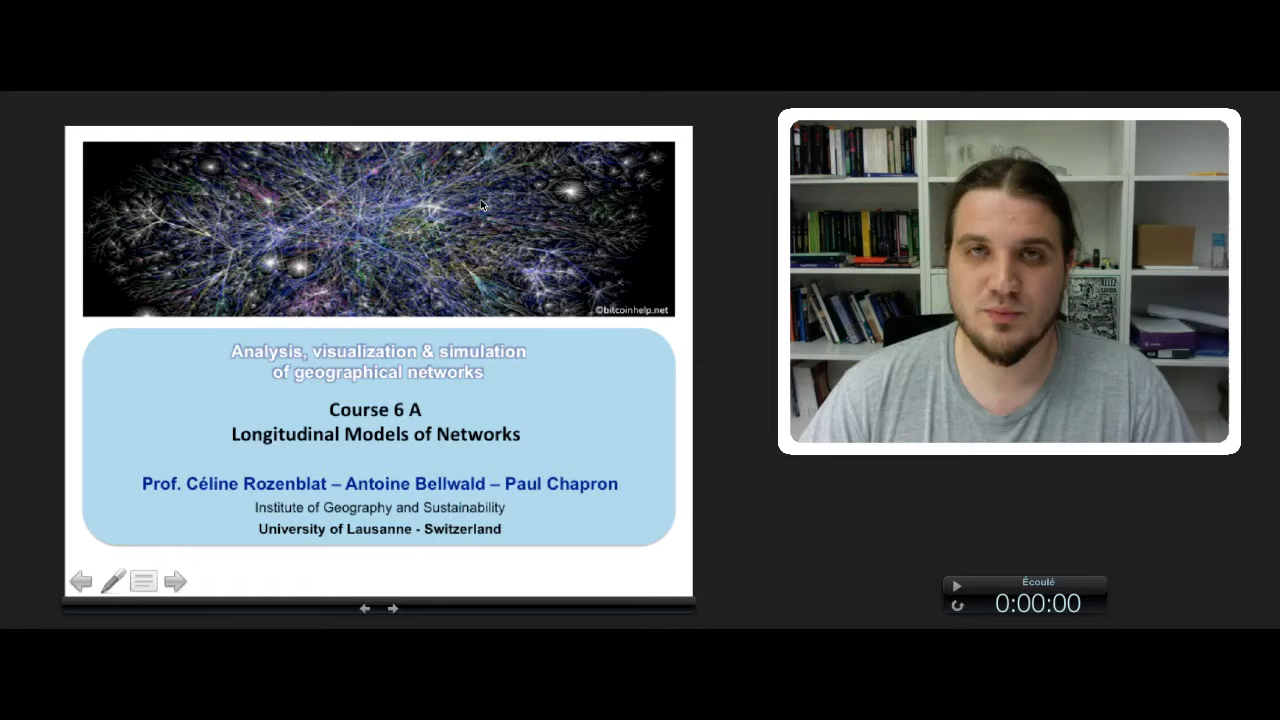 ©bitcoinhelp.net
Analysis, visualization & simulation
of geographical networks
Course 6 A
Longitudinal Models of Networks
Prof. Céline Rozenblat – Antoine Bellwald – Paul Chapron
Institute of Geography and Sustainability
University of Lausanne - Switzerland
Écoulé
0:00:00